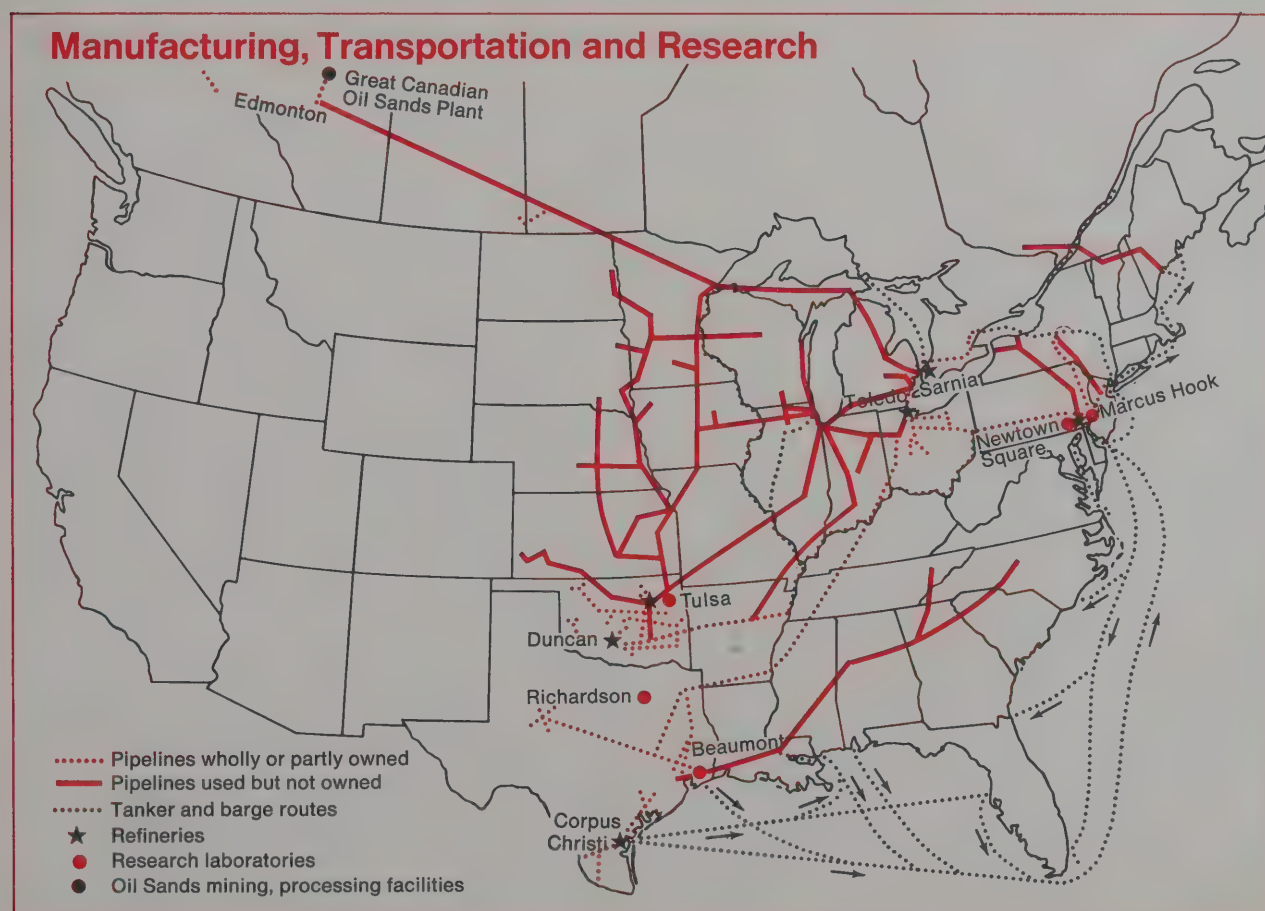 Manufacturing, Transportation and Research
Great Canadian
Oil Sands Plant
Edmonton
Toledo
Sarnia
Marcus Hook
Newtown
Square
Tulsa
Duncan
Richardson
Beaumont
Corpus
Christi
Pipelines wholly or partly owned
Pipelines used but not owned
Tanker and barge routes
Refineries
Research laboratories
Oil Sands mining, processing facilities